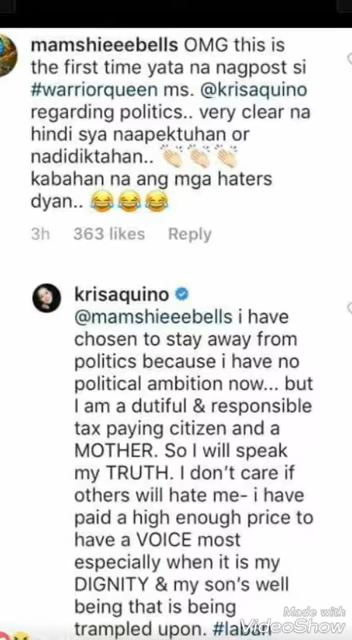 mamshieeebells OMG this is
the first time yata na nagpost si
#warriorqueen ms. @krisaquino
regarding politics.. very clear na
hindi sya naapektuhan or
nadidiktahan.. 👏🏻👏🏻👏🏻
kabahan na ang mga haters
dyan.. 😂😂😂
3h 363 likes Reply
krisaquino
@mamshieeebells i have
chosen to stay away from
politics because i have no
political ambition now... but
I am a dutiful & responsible
tax paying citizen and a
MOTHER. So I will speak
my TRUTH. I don't care if
others will hate me- i have
paid a high enough price to
have a VOICE most
especially when it is my
DIGNITY & my son's well
being that is being
trampled upon. #laban
Made with
VideoShow